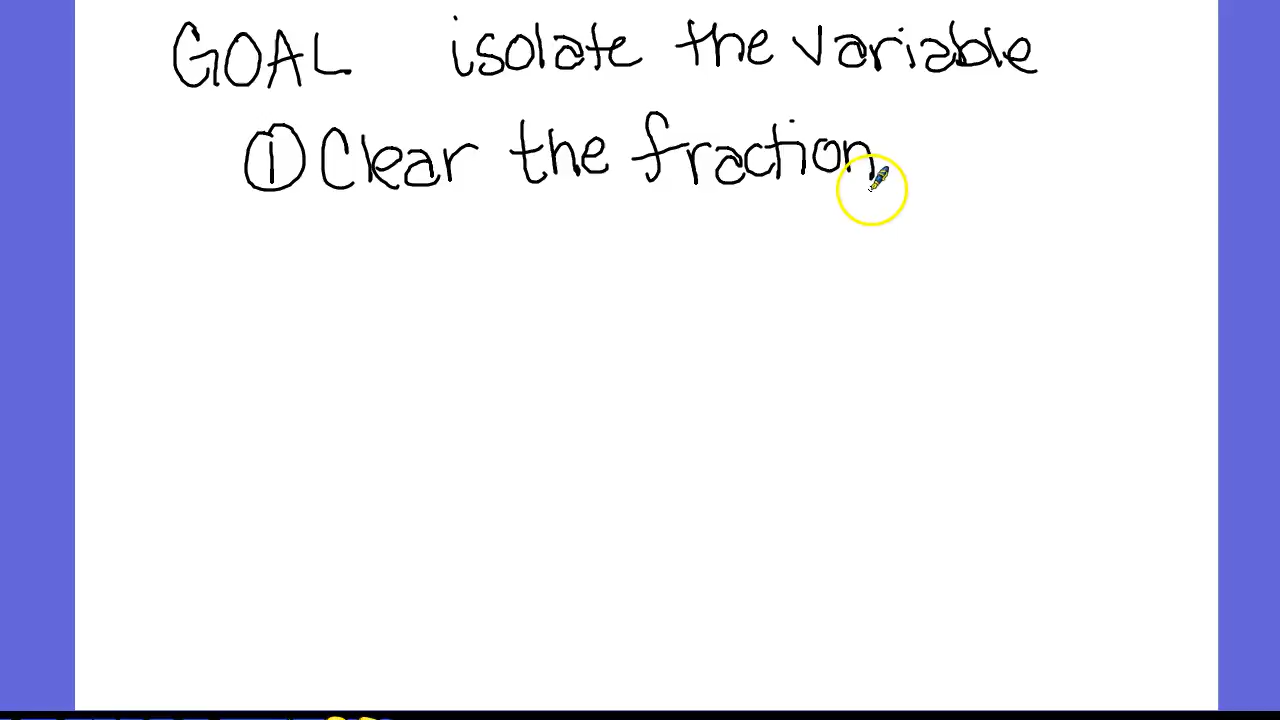 GOAL isolate the variable
① Clear the fraction